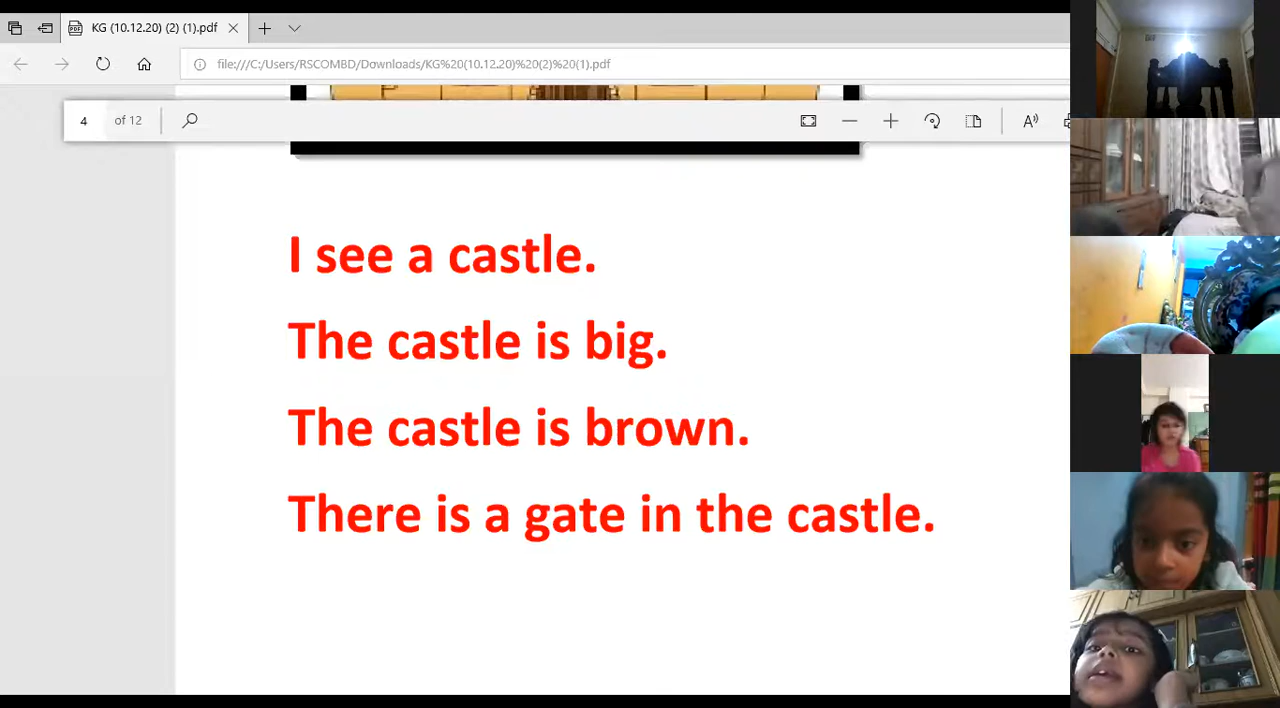 KG (10.12.20) (2) (1).pdf
file:///C:/Users/RSCOMBD/Downloads/KG%20(10.12.20)%20(2)%20(1).pdf
4 of 12
I see a castle.
The castle is big.
The castle is brown.
There is a gate in the castle.